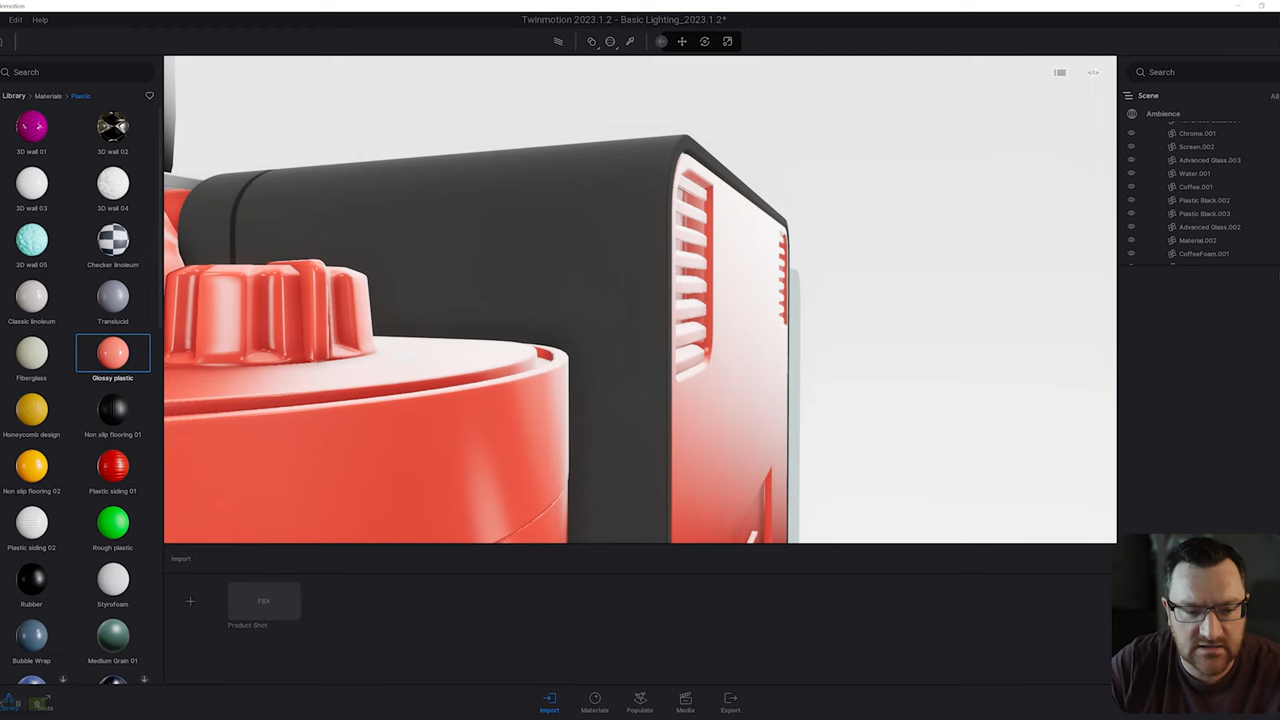 Twinmotion 2023.1.2 - Basic Lighting_2023.1.2*
Edit Help
Search
Library > Materials > Plastic
3D wall 01
3D wall 02
3D wall 03
3D wall 04
3D wall 05
Checker linoleum
Classic linoleum
Translucid
Fiberglass
Glossy plastic
Honeycomb design
Non slip flooring 01
Non slip flooring 02
Plastic siding 01
Plastic siding 02
Rough plastic
Rubber
Styrofoam
Bubble Wrap
Medium Grain 01
Import
FBX
Product Shot
Import
Materials
Populate
Media
Export
Search
Scene
Ambience
Chrome.001
Screen.002
Advanced Glass.003
Water.001
Coffee.001
Plastic Black.002
Plastic Black.003
Advanced Glass.002
Material.002
CoffeeFoam.001